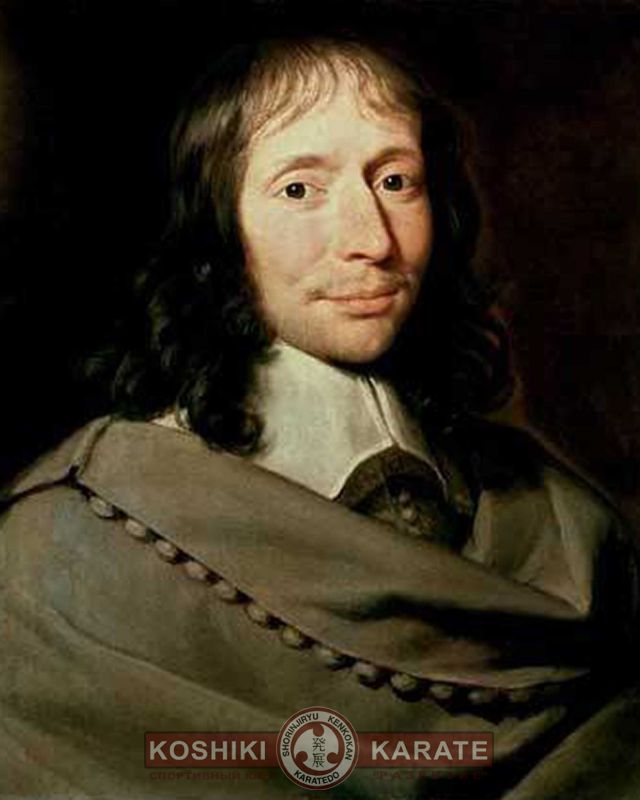 KOSHIKI KARATE
SHORINJIRYU KENKOKAN
発展
KARATEDO